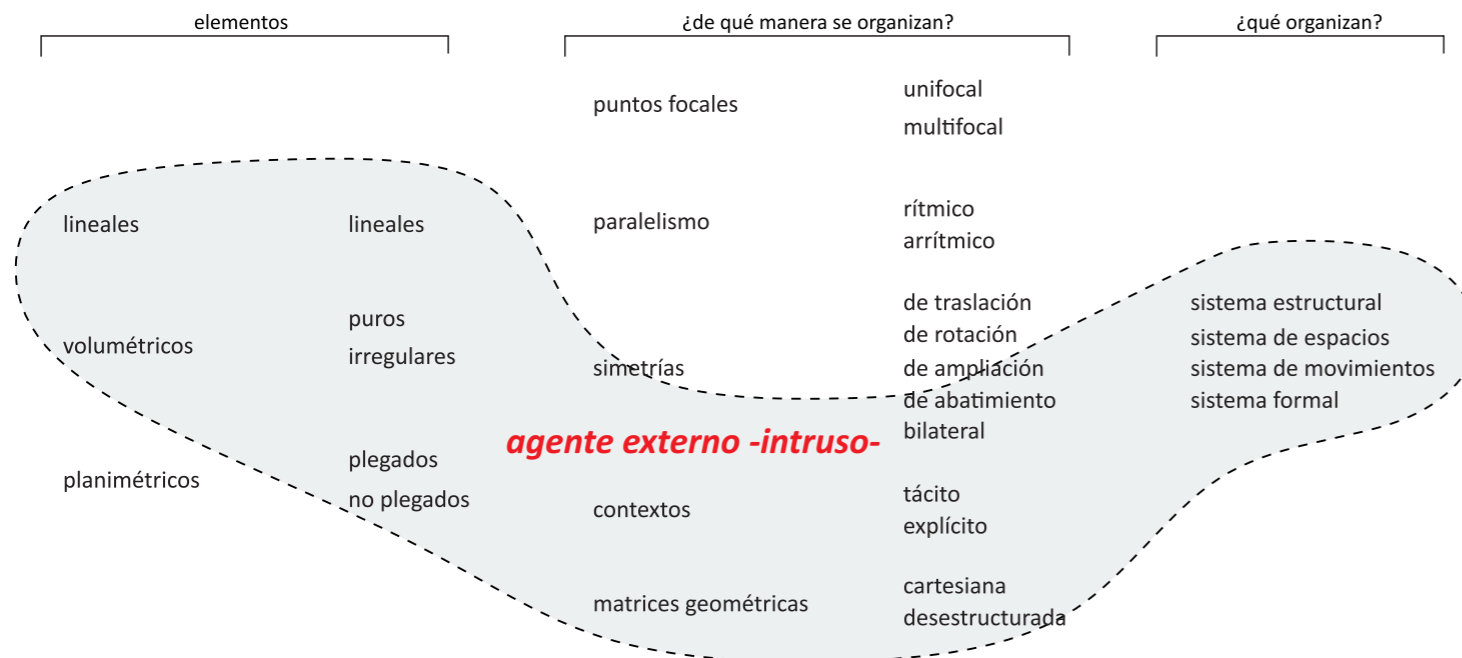 elementos
¿de qué manera se organizan?
¿qué organizan?
puntos focales
unifocal
multifocal
lineales
lineales
paralelismo
rítmico
arrítmico
volumétricos
puros
irregulares
simetrías
de traslación
de rotación
de ampliación
de abatimiento
bilateral
sistema estructural
sistema de espacios
sistema de movimientos
sistema formal
agente externo -intruso-
planimétricos
plegados
no plegados
contextos
tácito
explícito
matrices geométricas
cartesiana
desestructurada